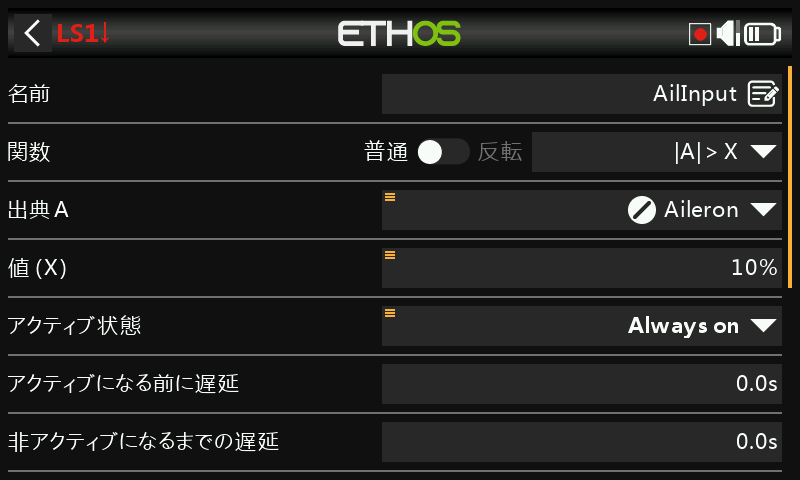 LS1↓ ETHOS
名前 AilInput
関数 普通 反転 |A| > X
出典 A Aileron
値 (X) 10%
アクティブ状態 Always on
アクティブになる前に遅延 0.0s
非アクティブになるまでの遅延 0.0s